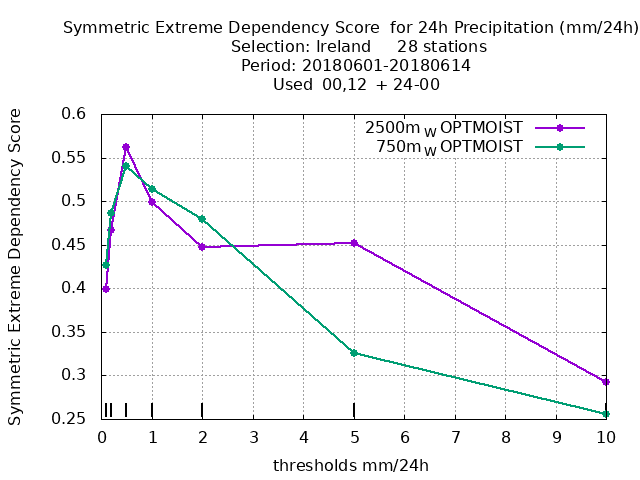 Symmetric Extreme Dependency Score  for 24h Precipitation (mm/24h)
Selection: Ireland     28 stations
Period: 20180601-20180614
Used  00,12  + 24-00
Symmetric Extreme Dependency Score
0.6
0.55
0.5
0.45
0.4
0.35
0.3
0.25
2500m W OPTMOIST
750m W OPTMOIST
0 1 2 3 4 5 6 7 8 9 10
thresholds mm/24h